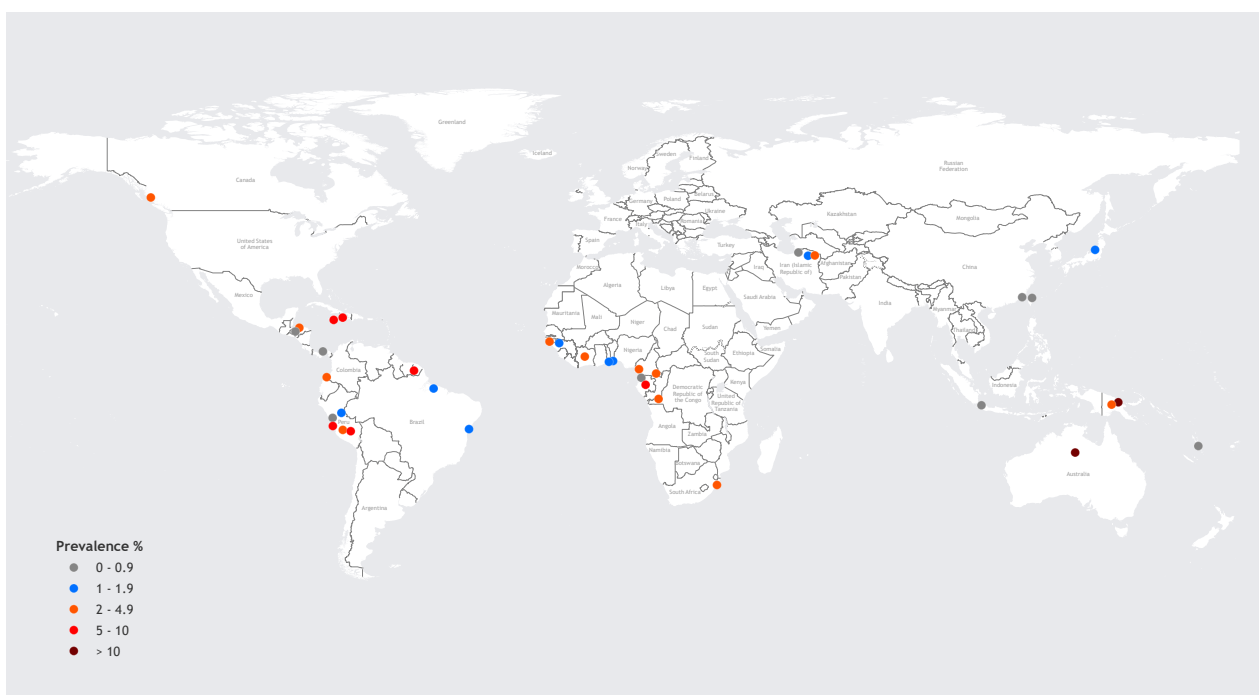 Greenland
Iceland
Sweden
Finland
Norway
Russian
Federation
Canada
Belarus
Germany
Poland
Ukraine
Kazakhstan
Mongolia
France
Romania
Italy
United States
of America
Spain
Turkey
China
Iran (Islamic
Republic of)
Afghanistan
Iraq
Morocco
Pakistan
Algeria
Libya
Egypt
Mexico
Saudi Arabia
India
Myanmar
Mauritania
Mali
Niger
Chad
Sudan
Yemen
Thailand
Nigeria
South
Sudan
Ethiopia
Somalia
Colombia
Kenya
Indonesia
Democratic
Republic of
the Congo
United
Republic of
Tanzania
Peru
Brazil
Angola
Zambia
Namibia
Botswana
Australia
South Africa
Argentina
Prevalence %
0 - 0.9
1 - 1.9
2 - 4.9
5 - 10
> 10